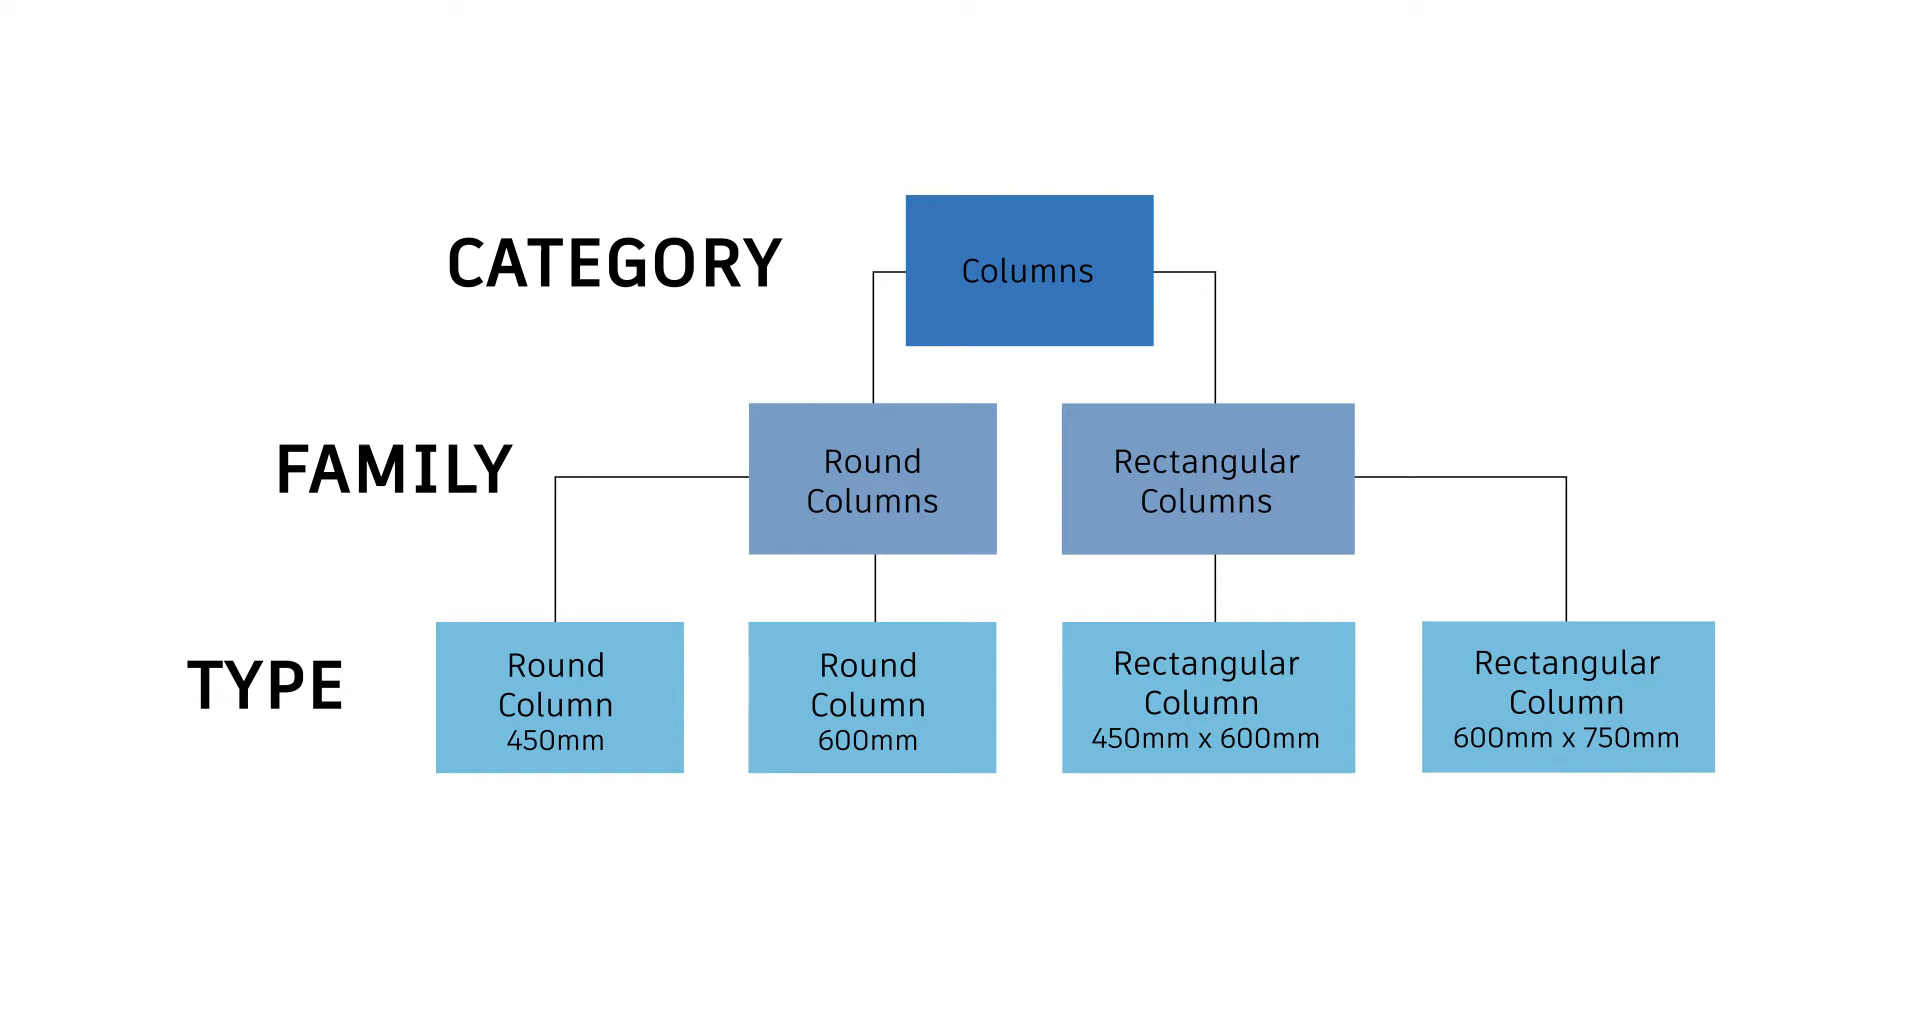 CATEGORY
Columns
FAMILY
Round
Columns
Rectangular
Columns
TYPE
Round
Column
450mm
Round
Column
600mm
Rectangular
Column
450mm x 600mm
Rectangular
Column
600mm x 750mm